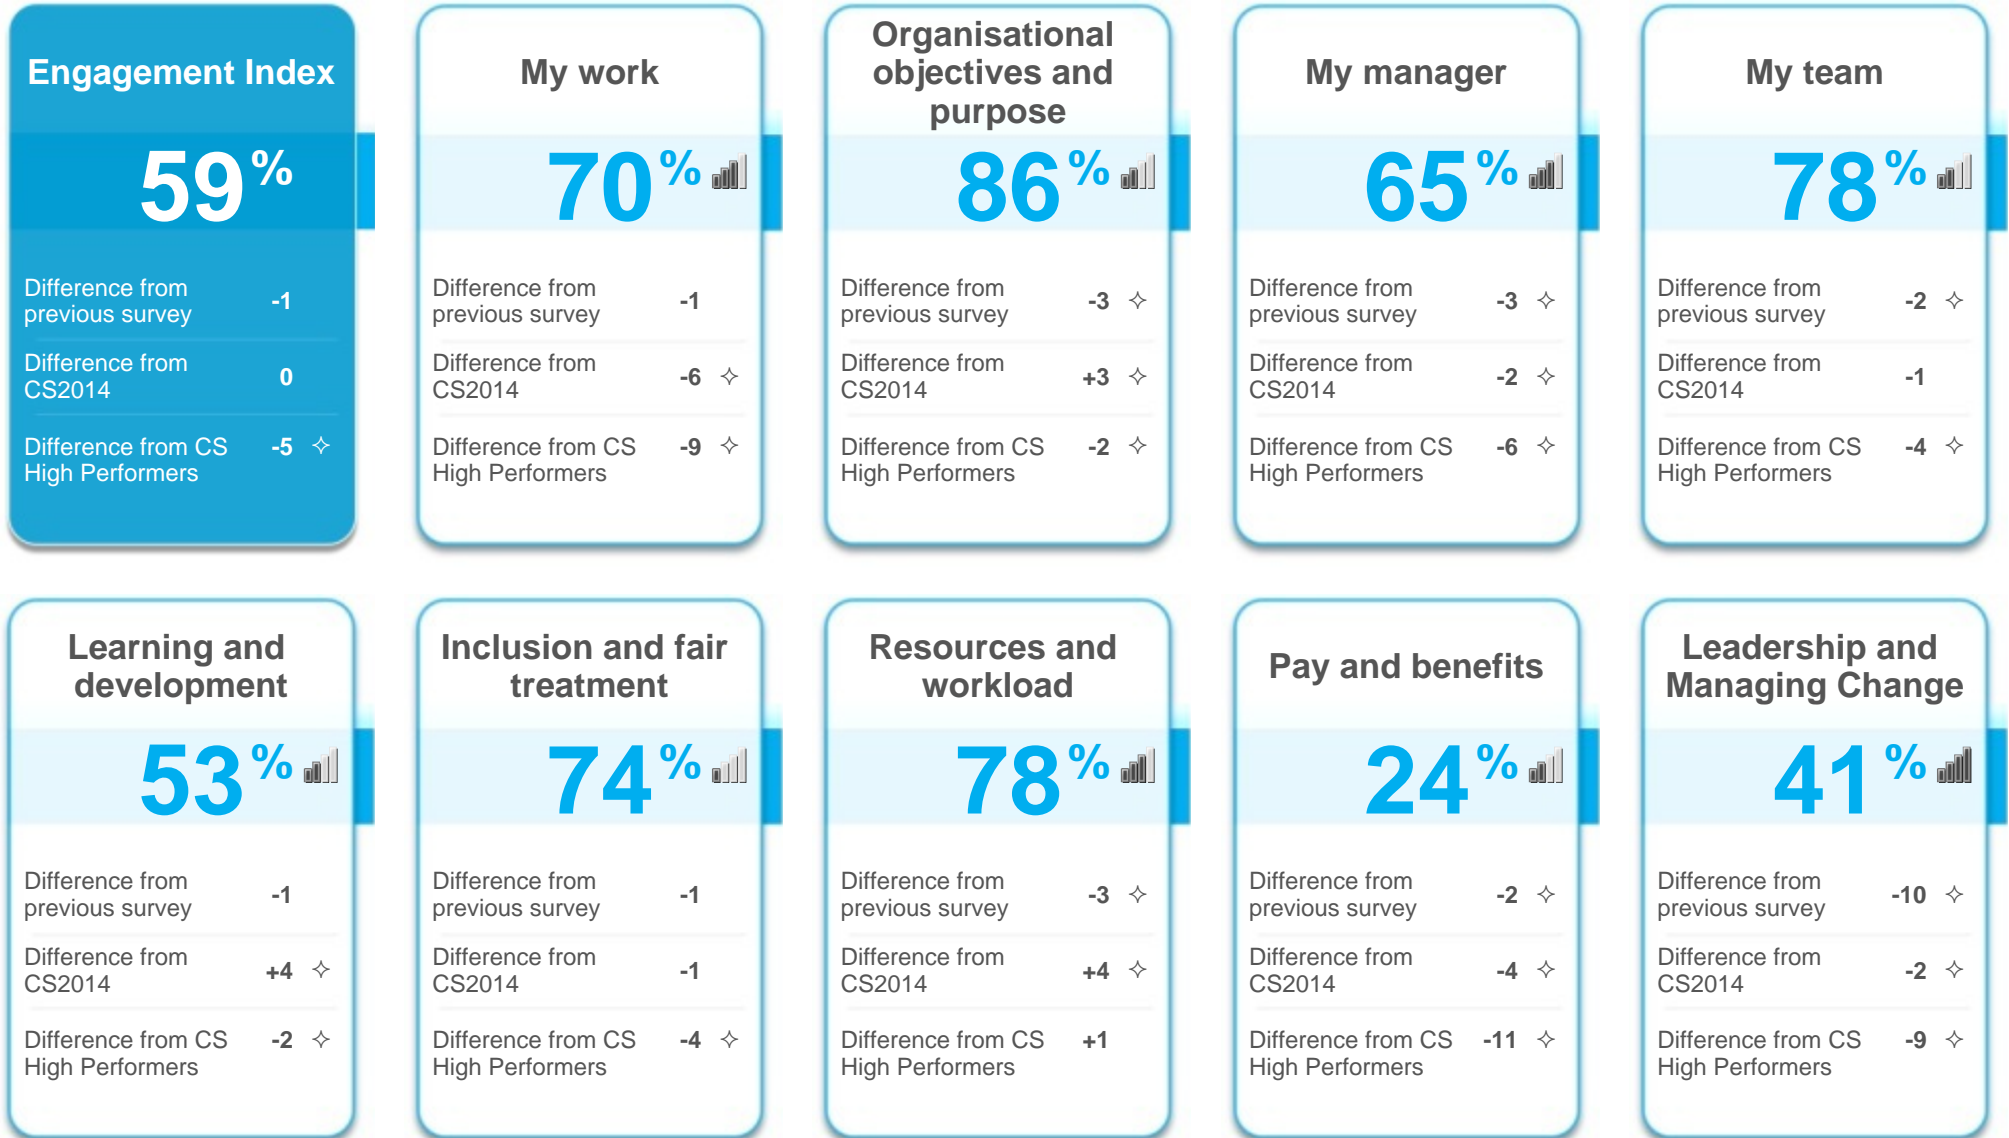 Engagement Index
59%
Difference from
previous survey -1
Difference from
CS2014 0
Difference from CS
High Performers -5 ✧
My work
70%
Difference from
previous survey -1
Difference from
CS2014 -6 ✧
Difference from CS
High Performers -9 ✧
Organisational
objectives and
purpose
86%
Difference from
previous survey -3 ✧
Difference from
CS2014 +3 ✧
Difference from CS
High Performers -2 ✧
My manager
65%
Difference from
previous survey -3 ✧
Difference from
CS2014 -2 ✧
Difference from CS
High Performers -6 ✧
My team
78%
Difference from
previous survey -2 ✧
Difference from
CS2014 -1
Difference from CS
High Performers -4 ✧
Learning and
development
53%
Difference from
previous survey -1
Difference from
CS2014 +4 ✧
Difference from CS
High Performers -2 ✧
Inclusion and fair
treatment
74%
Difference from
previous survey -1
Difference from
CS2014 -1
Difference from CS
High Performers -4 ✧
Resources and
workload
78%
Difference from
previous survey -3 ✧
Difference from
CS2014 +4 ✧
Difference from CS
High Performers +1
Pay and benefits
24%
Difference from
previous survey -2 ✧
Difference from
CS2014 -4 ✧
Difference from CS
High Performers -11 ✧
Leadership and
Managing Change
41%
Difference from
previous survey -10 ✧
Difference from
CS2014 -2 ✧
Difference from CS
High Performers -9 ✧